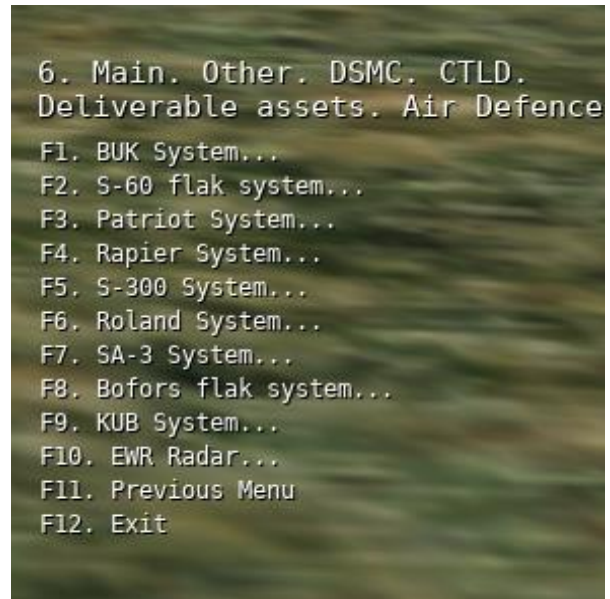 6. Main. Other. DSMC. CTLD.
Deliverable assets. Air Defence
F1. BUK System...
F2. S-60 flak system...
F3. Patriot System...
F4. Rapier System...
F5. S-300 System...
F6. Roland System...
F7. SA-3 System...
F8. Bofors flak system...
F9. KUB System...
F10. EWR Radar...
F11. Previous Menu
F12. Exit